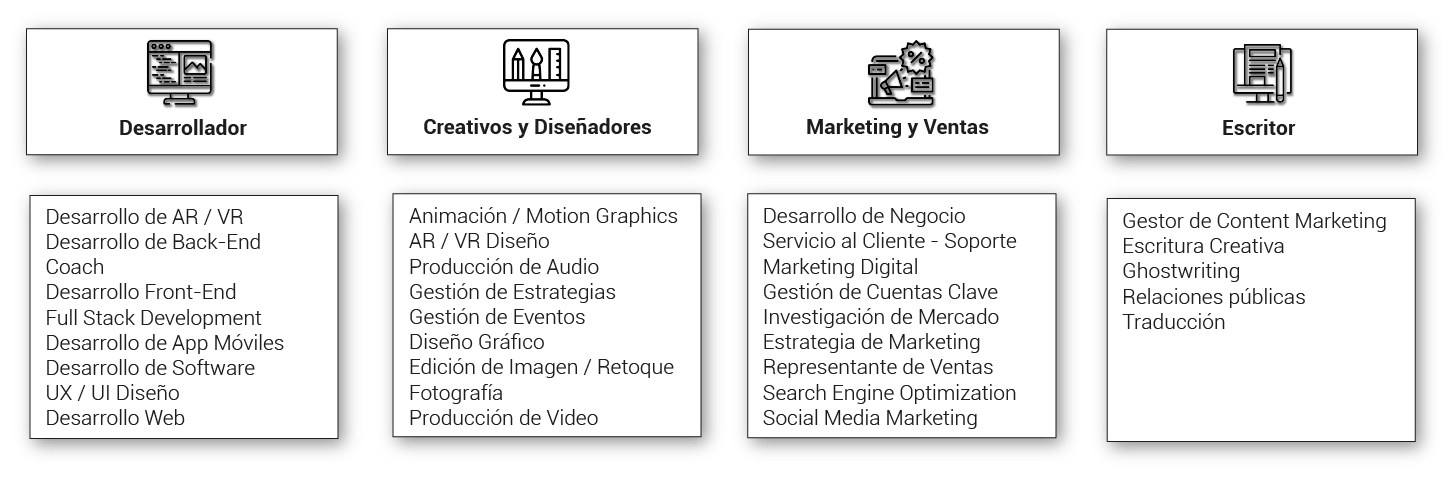 Desarrollador
Desarrollo de AR / VR
Desarrollo de Back-End
Coach
Desarrollo Front-End
Full Stack Development
Desarrollo de App Móviles
Desarrollo de Software
UX / UI Diseño
Desarrollo Web
Creativos y Diseñadores
Animación / Motion Graphics
AR / VR Diseño
Producción de Audio
Gestión de Estrategias
Gestión de Eventos
Diseño Gráfico
Edición de Imagen / Retoque
Fotografía
Producción de Video
Marketing y Ventas
Desarrollo de Negocio
Servicio al Cliente - Soporte
Marketing Digital
Gestión de Cuentas Clave
Investigación de Mercado
Estrategia de Marketing
Representante de Ventas
Search Engine Optimization
Social Media Marketing
Escritor
Gestor de Content Marketing
Escritura Creativa
Ghostwriting
Relaciones públicas
Traducción